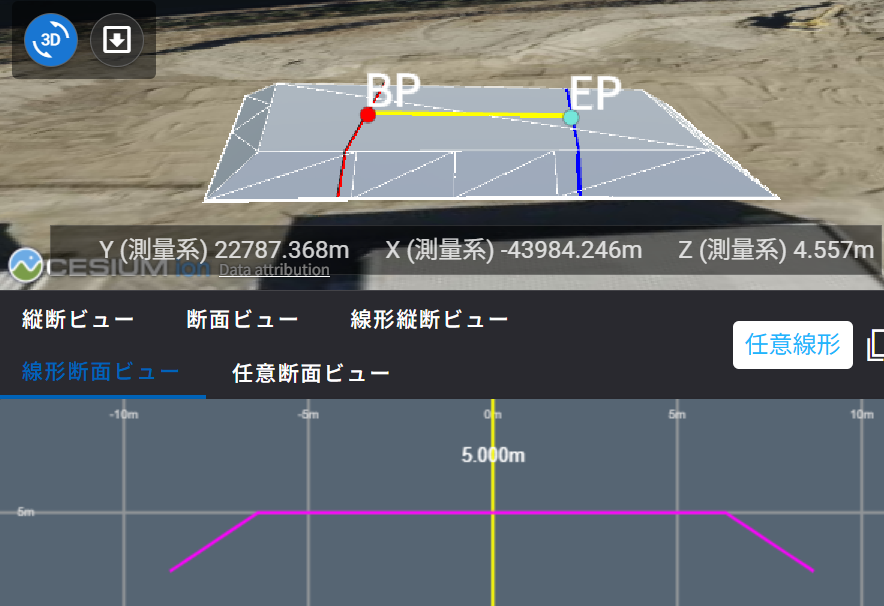 3D
BP
EP
Y (測量系) 22787.368m X (測量系) -43984.246m Z (測量系) 4.557m
CESIUM ion Data attribution
縦断ビュー 断面ビュー 線形縦断ビュー
任意線形
線形断面ビュー 任意断面ビュー
-10m -5m 0m 5m 10m
5.000m
5m